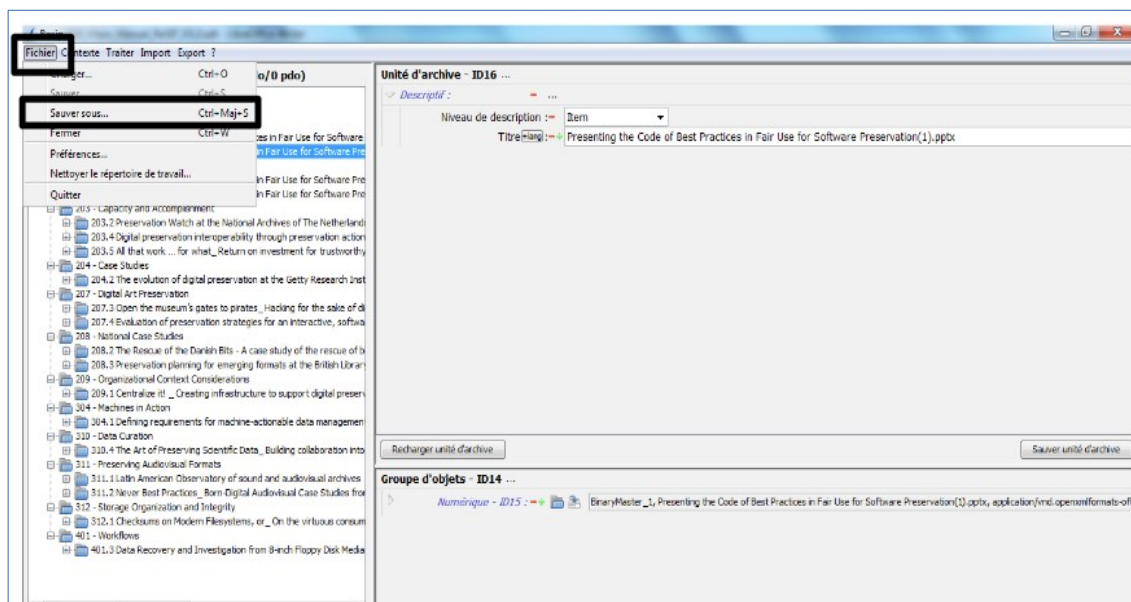 Fichier Contexte Traiter Import Export ?
Charger... Ctrl+O
Sauver Ctrl+S
Sauver sous... Ctrl+Maj+S
Fermer Ctrl+W
Préférences...
Nettoyer le répertoire de travail...
Quitter
do/0 pdo)
ces in Fair Use for Software
in Fair Use for Software Pre
in Fair Use for Software Pre
in Fair Use for Software Pre
203 - Capacity and Accomplishment
203.2 Preservation Watch at the National Archives of The Netherland
203.4 Digital preservation interoperability through preservation action
203.5 All that work ... for what_ Return on investment for trustworthy
204 - Case Studies
204.2 The evolution of digital preservation at the Getty Research Inst
207 - Digital Art Preservation
207.3 Open the museum's gates to pirates_ Hacking for the sake of di
207.4 Evaluation of preservation strategies for an interactive, softwa
208 - National Case Studies
208.2 The Rescue of the Danish Bits - A case study of the rescue of b
208.3 Preservation planning for emerging formats at the British Librar
209 - Organizational Context Considerations
209.1 Centralize it! _ Creating infrastructure to support digital preserv
304 - Machines in Action
304.1 Defining requirements for machine-actionable data managemen
310 - Data Curation
310.4 The Art of Preserving Scientific Data_ Building collaboration into
311 - Preserving Audiovisual Formats
311.1 Latin American Observatory of sound and audiovisual archives
311.2 Never Best Practices_ Born-Digital Audiovisual Case Studies fro
312 - Storage Organization and Integrity
312.1 Checksums on Modern Filesystems, or_ On the virtuous consum
401 - Workflows
401.3 Data Recovery and Investigation from 8-inch Floppy Disk Media
Unité d'archive - ID16 ...
Descriptif : ...
Niveau de description : Item
Titre +lang : Presenting the Code of Best Practices in Fair Use for Software Preservation(1).pptx
Recharger unité d'archive Sauver unité d'archive
Groupe d'objets - ID14 ...
Numérique - ID15 : BinaryMaster_1, Presenting the Code of Best Practices in Fair Use for Software Preservation(1).pptx, application/vnd.openxmlformats-off